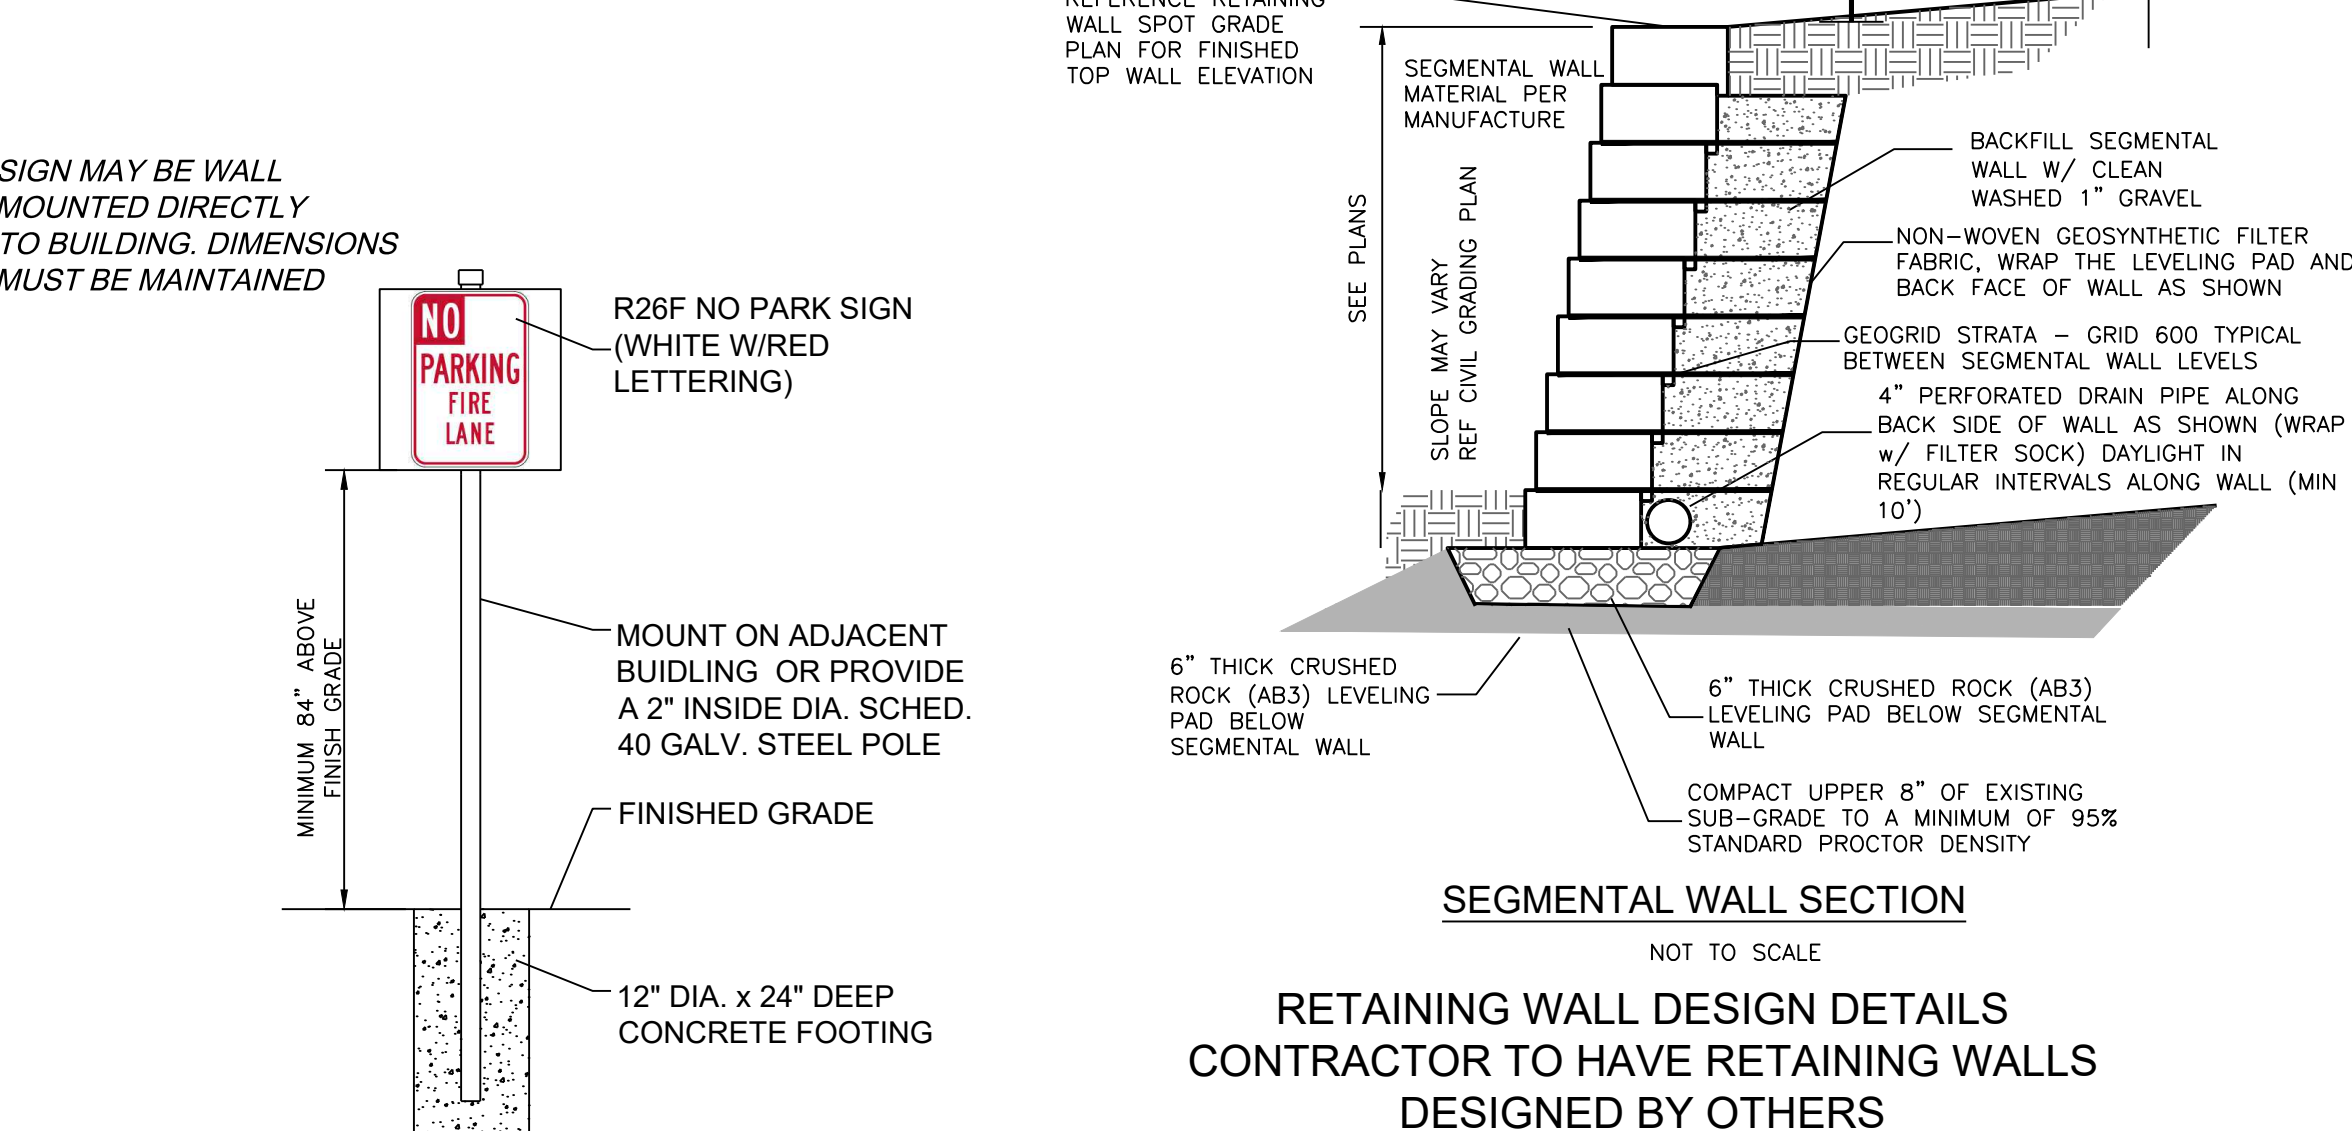 SIGN MAY BE WALL
MOUNTED DIRECTLY
TO BUILDING. DIMENSIONS
MUST BE MAINTAINED
NO
PARKING
FIRE
LANE
R26F NO PARK SIGN
(WHITE W/RED
LETTERING)
MINIMUM 84" ABOVE
FINISH GRADE
MOUNT ON ADJACENT
BUIDLING OR PROVIDE
A 2" INSIDE DIA. SCHED.
40 GALV. STEEL POLE
FINISHED GRADE
12" DIA. x 24" DEEP
CONCRETE FOOTING
REFERENCE RETAINING
WALL SPOT GRADE
PLAN FOR FINISHED
TOP WALL ELEVATION
SEGMENTAL WALL
MATERIAL PER
MANUFACTURE
SEE PLANS
SLOPE MAY VARY
REF CIVIL GRADING PLAN
BACKFILL SEGMENTAL
WALL W/ CLEAN
WASHED 1" GRAVEL
NON-WOVEN GEOSYNTHETIC FILTER
FABRIC, WRAP THE LEVELING PAD AND
BACK FACE OF WALL AS SHOWN
GEOGRID STRATA - GRID 600 TYPICAL
BETWEEN SEGMENTAL WALL LEVELS
4" PERFORATED DRAIN PIPE ALONG
BACK SIDE OF WALL AS SHOWN (WRAP
w/ FILTER SOCK) DAYLIGHT IN
REGULAR INTERVALS ALONG WALL (MIN
10')
6" THICK CRUSHED
ROCK (AB3) LEVELING
PAD BELOW
SEGMENTAL WALL
6" THICK CRUSHED ROCK (AB3)
LEVELING PAD BELOW SEGMENTAL
WALL
COMPACT UPPER 8" OF EXISTING
SUB-GRADE TO A MINIMUM OF 95%
STANDARD PROCTOR DENSITY
SEGMENTAL WALL SECTION
NOT TO SCALE
RETAINING WALL DESIGN DETAILS
CONTRACTOR TO HAVE RETAINING WALLS
DESIGNED BY OTHERS